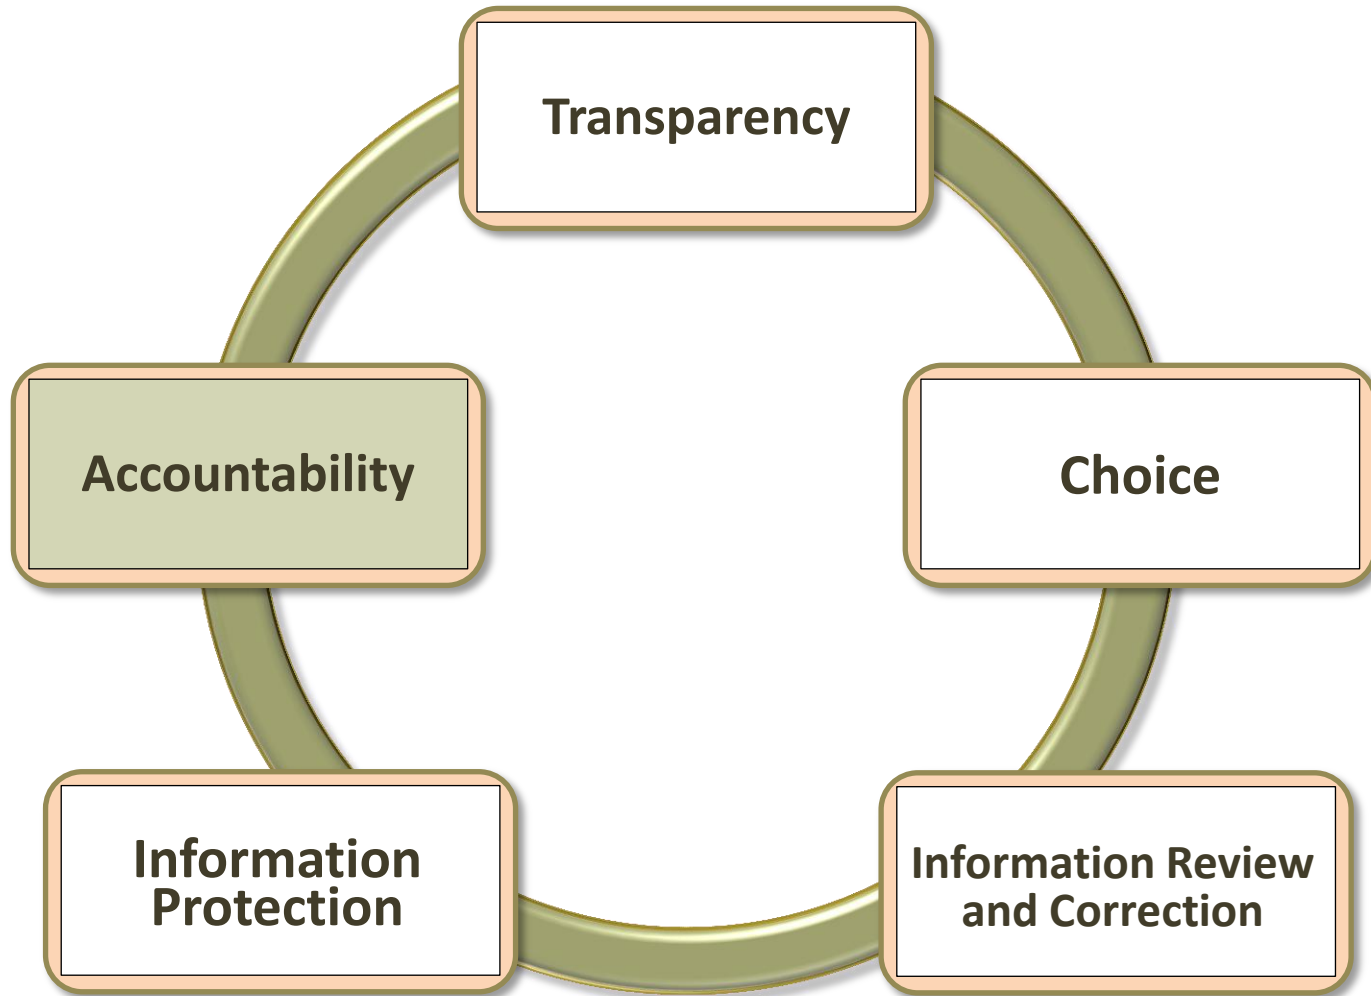 Transparency
Accountability
Choice
Information
Protection
Information Review
and Correction